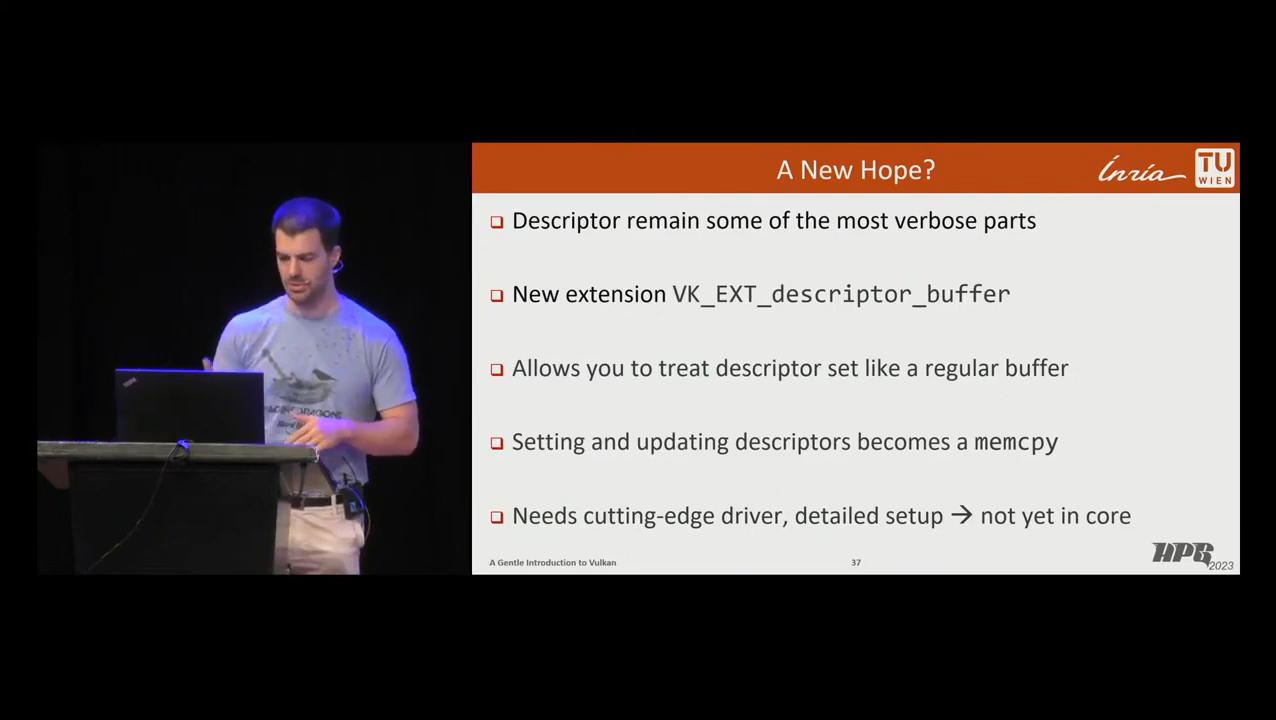 A New Hope?
Inria
TU
WIEN
Descriptor remain some of the most verbose parts
New extension VK_EXT_descriptor_buffer
Allows you to treat descriptor set like a regular buffer
Setting and updating descriptors becomes a memcpy
Needs cutting-edge driver, detailed setup → not yet in core
A Gentle Introduction to Vulkan
37
HPG
2023
DRAGONS